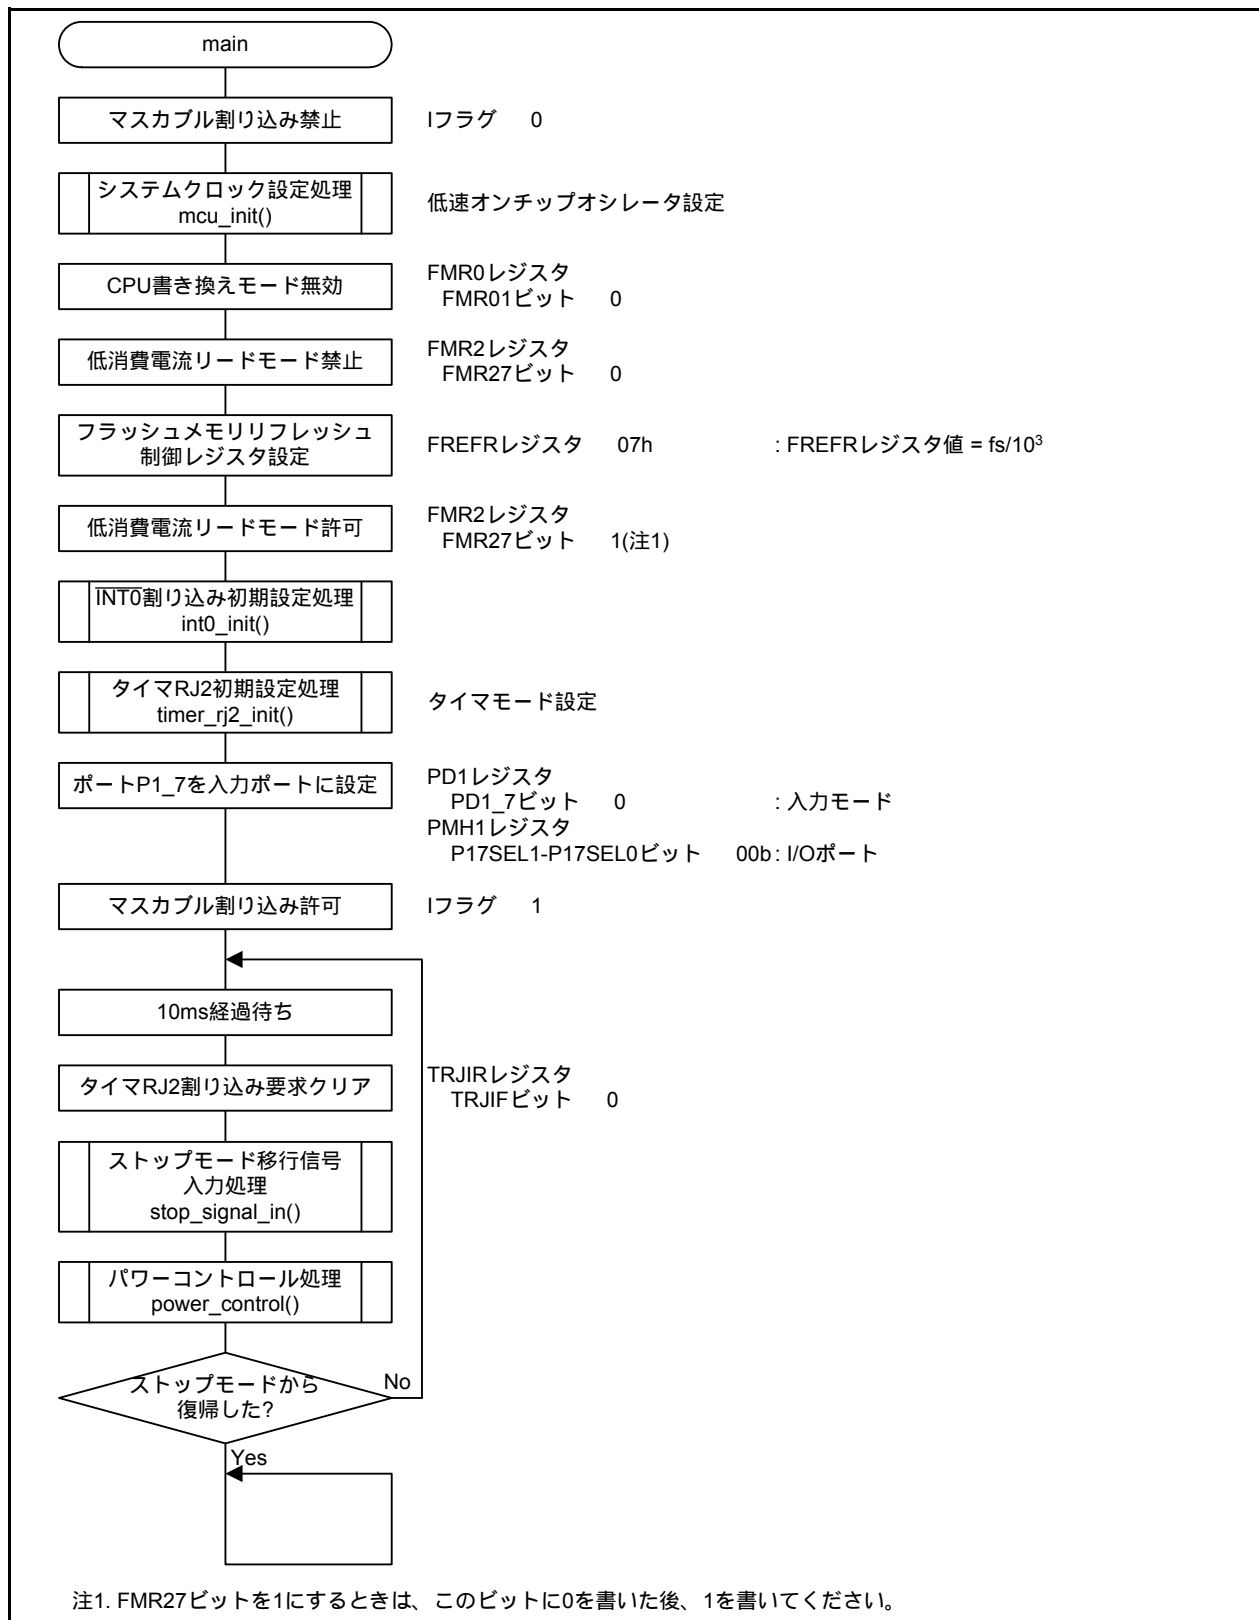 main
マスカブル割り込み禁止 Iフラグ 0
システムクロック設定処理
mcu_init()
低速オンチップオシレータ設定
CPU書き換えモード無効
FMR0レジスタ
FMR01ビット 0
低消費電流リードモード禁止
FMR2レジスタ
FMR27ビット 0
フラッシュメモリリフレッシュ
制御レジスタ設定
FREFRレジスタ 07h : FREFRレジスタ値 = fs/10³
低消費電流リードモード許可
FMR2レジスタ
FMR27ビット 1(注1)
I̅N̅T̅0̅割り込み初期設定処理
int0_init()
タイマRJ2初期設定処理
timer_rj2_init()
タイマモード設定
ポートP1_7を入力ポートに設定
PD1レジスタ
PD1_7ビット 0 : 入力モード
PMH1レジスタ
P17SEL1-P17SEL0ビット 00b : I/Oポート
マスカブル割り込み許可 Iフラグ 1
10ms経過待ち
タイマRJ2割り込み要求クリア
TRJIRレジスタ
TRJIFビット 0
ストップモード移行信号
入力処理
stop_signal_in()
パワーコントロール処理
power_control()
ストップモードから
復帰した?
No
Yes
注1. FMR27ビットを1にするときは、このビットに0を書いた後、1を書いてください。